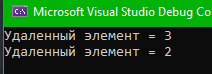 Microsoft Visual Studio Debug Co
Удаленный элемент = 3
Удаленный элемент = 2